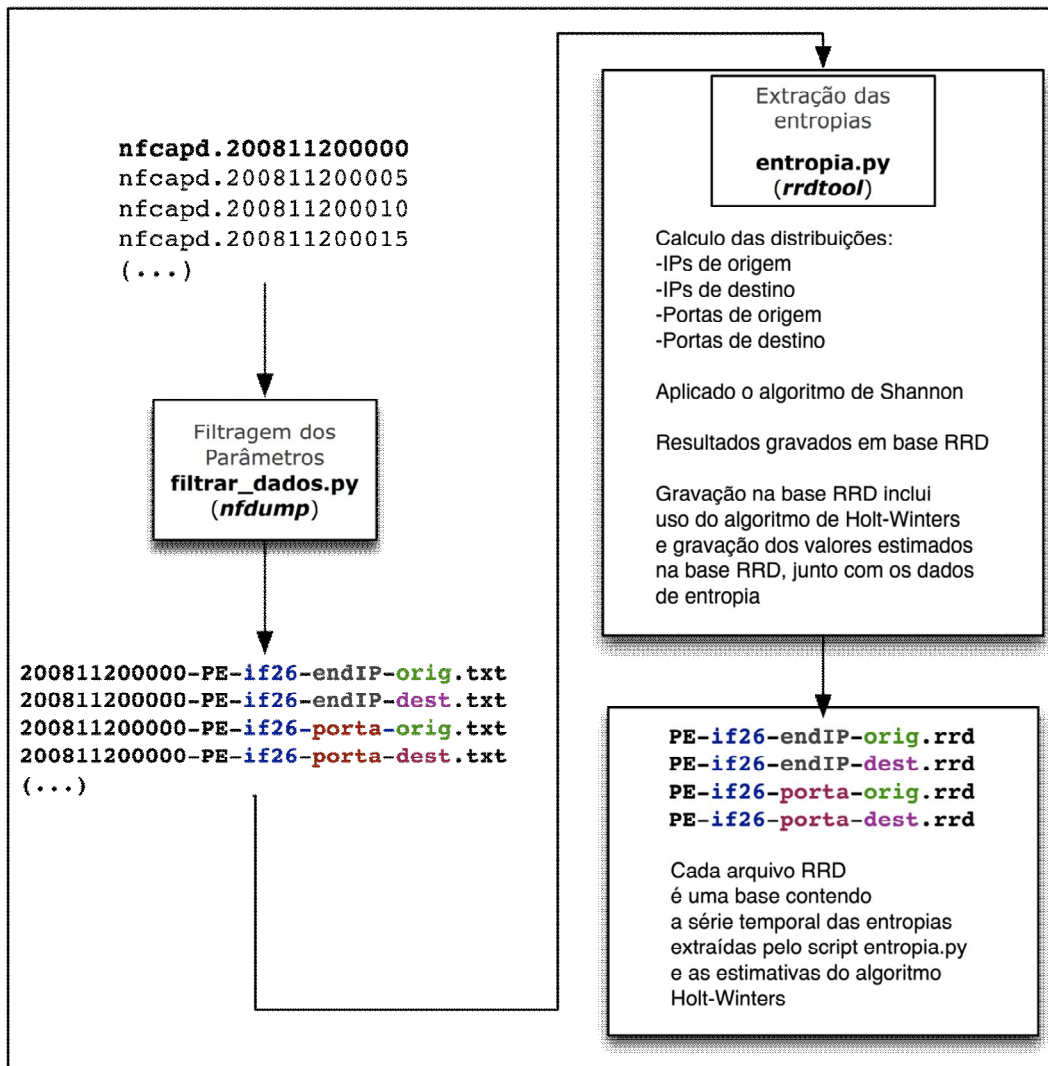 nfcapd.200811200000
nfcapd.200811200005
nfcapd.200811200010
nfcapd.200811200015
(...)
Filtragem dos
Parâmetros
filtrar_dados.py
(nfdump)
200811200000-PE-if26-endIP-orig.txt
200811200000-PE-if26-endIP-dest.txt
200811200000-PE-if26-porta-orig.txt
200811200000-PE-if26-porta-dest.txt
(...)
Extração das
entropias
entropia.py
(rrdtool)
Calculo das distribuições:
-IPs de origem
-IPs de destino
-Portas de origem
-Portas de destino
Aplicado o algoritmo de Shannon
Resultados gravados em base RRD
Gravação na base RRD inclui
uso do algoritmo de Holt-Winters
e gravação dos valores estimados
na base RRD, junto com os dados
de entropia
PE-if26-endIP-orig.rrd
PE-if26-endIP-dest.rrd
PE-if26-porta-orig.rrd
PE-if26-porta-dest.rrd
Cada arquivo RRD
é uma base contendo
a série temporal das entropias
extraídas pelo script entropia.py
e as estimativas do algoritmo
Holt-Winters